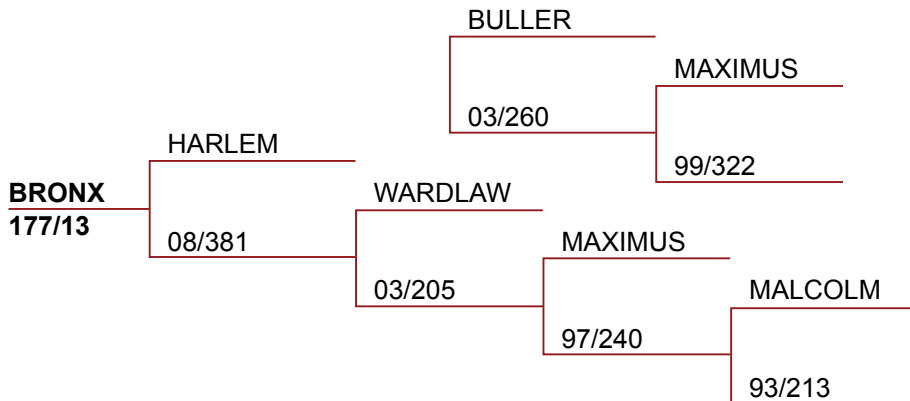 BULLER
MAXIMUS
03/260
HARLEM
99/322
BRONX
WARDLAW
177/13
08/381
MAXIMUS
03/205
MALCOLM
97/240
93/213